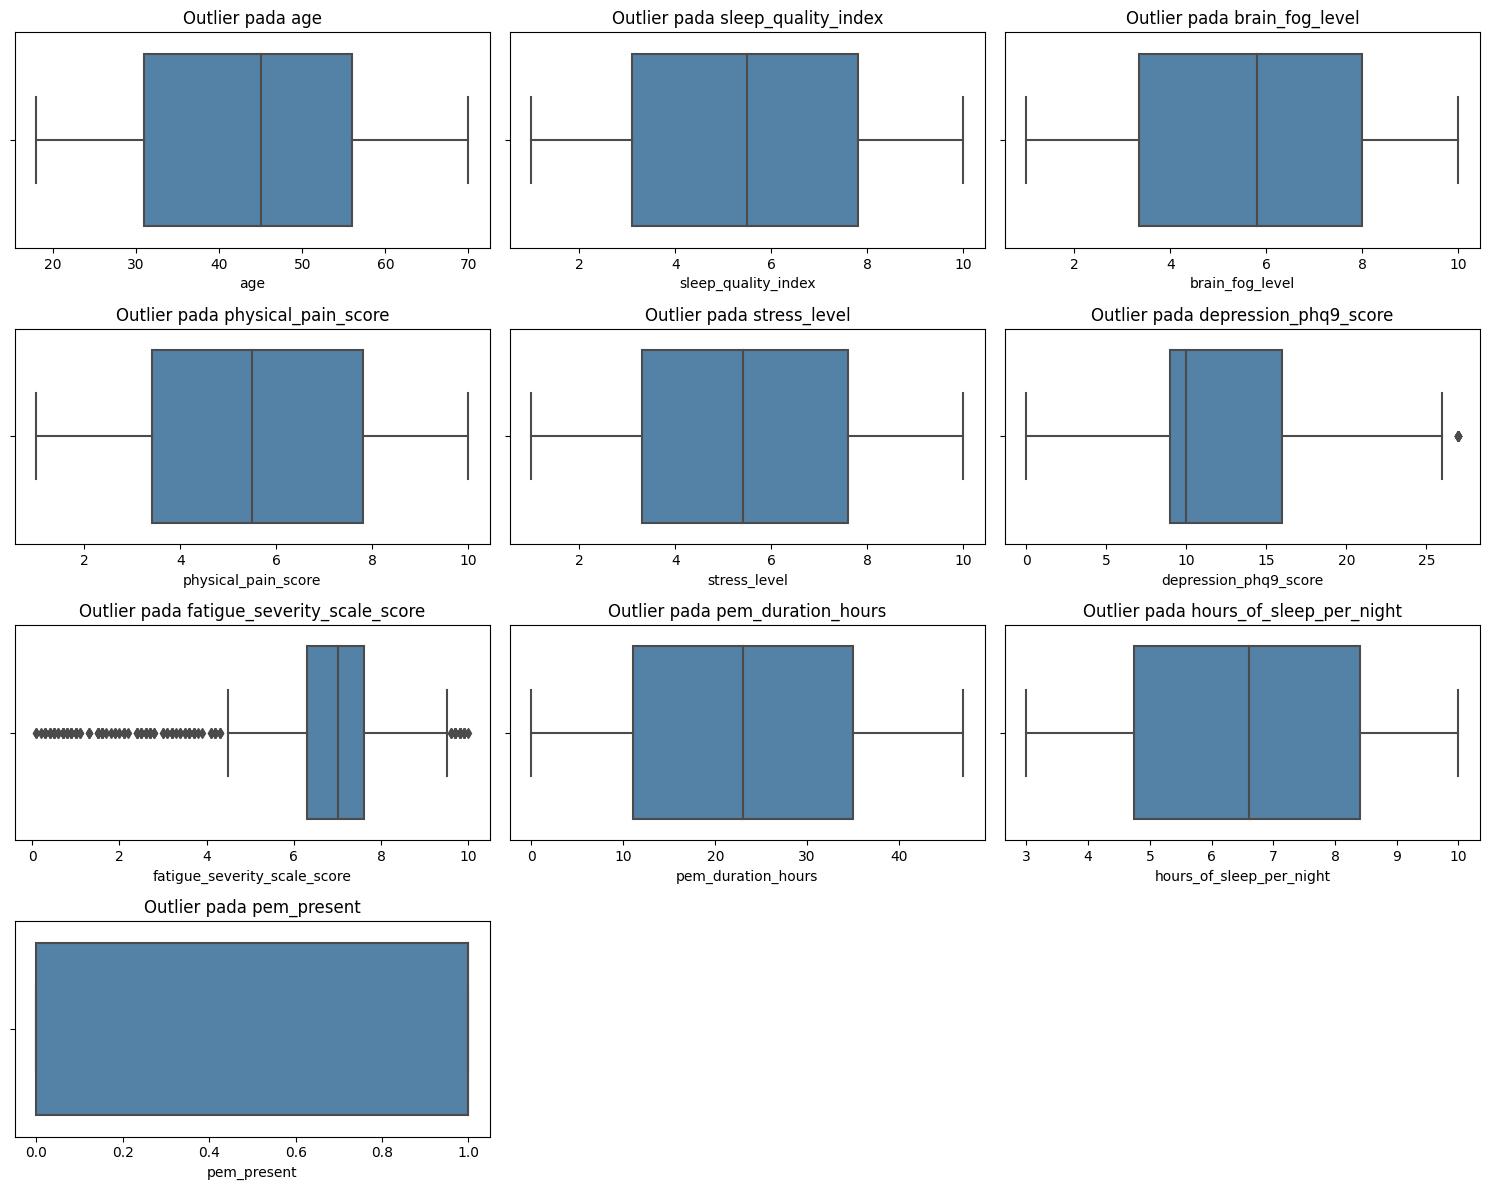 Outlier pada age
20 30 40 50 60 70
age
Outlier pada sleep_quality_index
2 4 6 8 10
sleep_quality_index
Outlier pada brain_fog_level
2 4 6 8 10
brain_fog_level
Outlier pada physical_pain_score
2 4 6 8 10
physical_pain_score
Outlier pada stress_level
2 4 6 8 10
stress_level
Outlier pada depression_phq9_score
0 5 10 15 20 25
depression_phq9_score
Outlier pada fatigue_severity_scale_score
0 2 4 6 8 10
fatigue_severity_scale_score
Outlier pada pem_duration_hours
0 10 20 30 40
pem_duration_hours
Outlier pada hours_of_sleep_per_night
3 4 5 6 7 8 9 10
hours_of_sleep_per_night
Outlier pada pem_present
0.0 0.2 0.4 0.6 0.8 1.0
pem_present